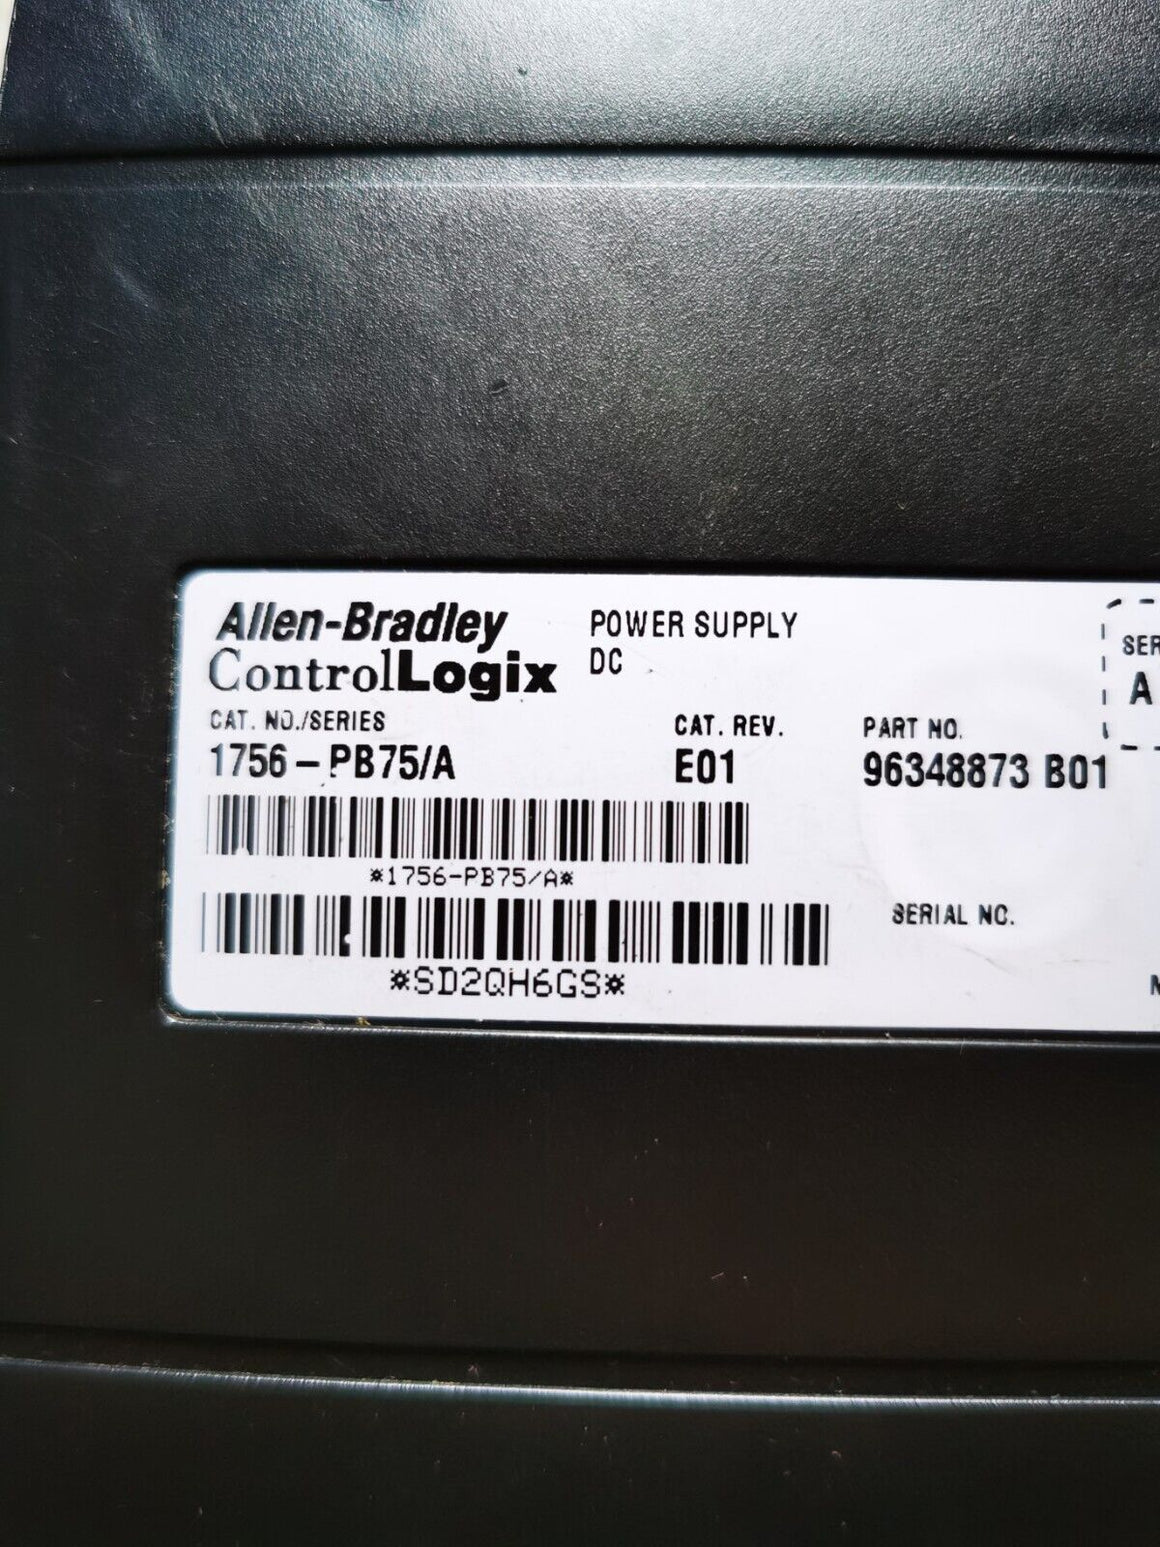 Allen-Bradley
ControlLogix
POWER SUPPLY
DC
SER
A
CAT. NO./SERIES
1756-PB75/A
CAT. REV.
E01
PART NO.
96348873 B01
*1756-PB75/A*
SERIAL NO.
*SD2QH6GS*